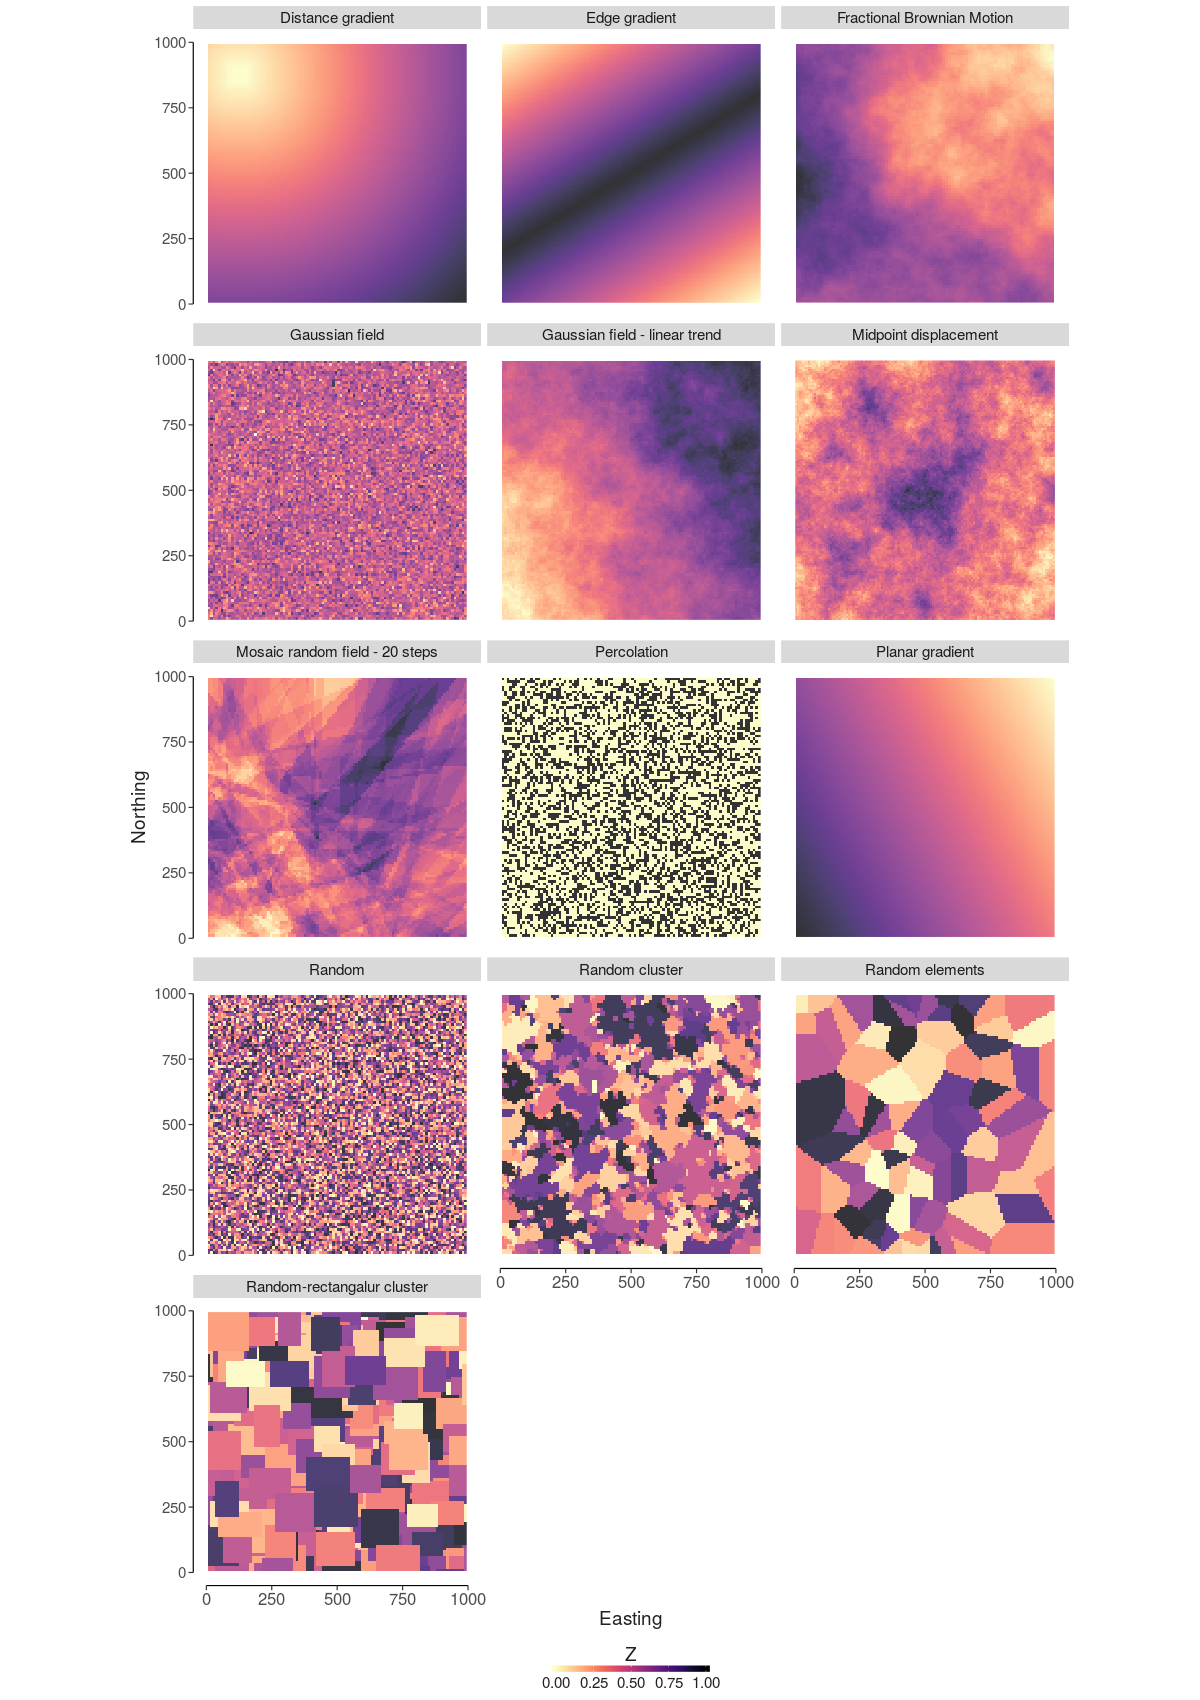 Distance gradient
Edge gradient
Fractional Brownian Motion
1000
750
500
250
0
Gaussian field
Gaussian field - linear trend
Midpoint displacement
1000
750
500
250
0
Mosaic random field - 20 steps
Percolation
Planar gradient
1000
750
500
250
0
Northing
Random
Random cluster
Random elements
1000
750
500
250
0
0 250 500 750 1000
0 250 500 750 1000
Random-rectangalur cluster
1000
750
500
250
0
0 250 500 750 1000
Easting
Z
0.00 0.25 0.50 0.75 1.00